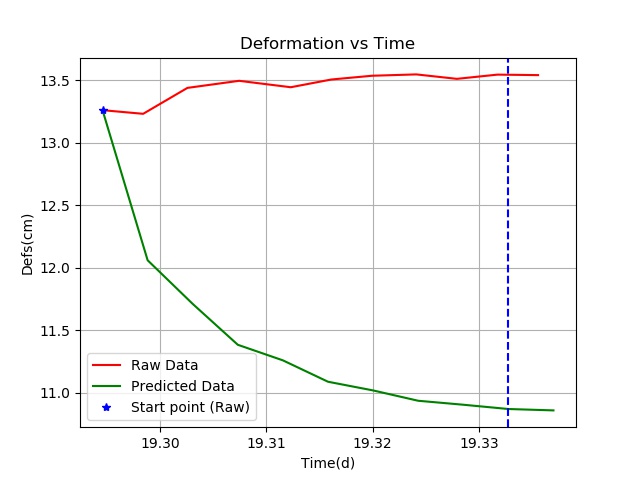 Deformation vs Time
13.5
13.0
12.5
12.0
11.5
11.0
Defs(cm)
Raw Data
Predicted Data
Start point (Raw)
19.30 19.31 19.32 19.33
Time(d)